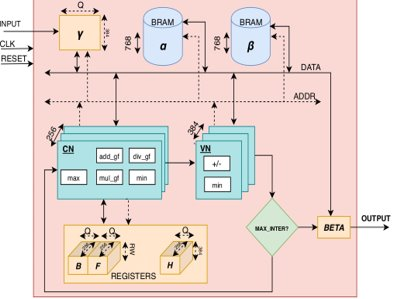 Q
BRAM
BRAM
INPUT
γ
768
α
768
β
CLK
RESET
DATA
ADDR
256
384
CN
VN
add_gf
div_gf
+/-
max
mul_gf
min
min
MAX_INTER?
BETA
OUTPUT
Q
Q
Q
RW
B
F
H
REGISTERS